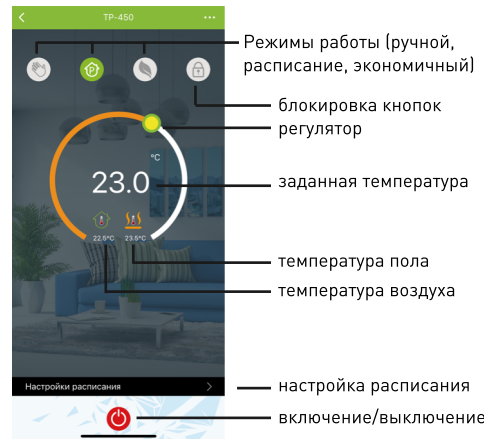 TP-450
Режимы работы (ручной,
расписание, экономичный)
P
блокировка кнопок
регулятор
°C
23.0
заданная температура
22.5°C 23.5°C
температура пола
температура воздуха
Настройки расписания
настройка расписания
включение/выключение